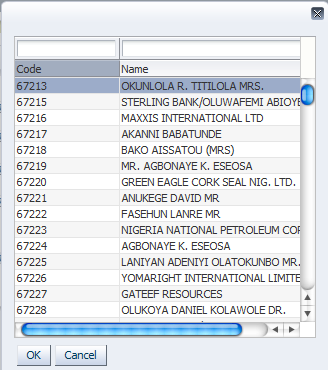 Code Name
67213 OKUNLOLA R. TITILOLA MRS.
67215 STERLING BANK/OLUWAFEMI ABIOYE
67216 MAXXIS INTERNATIONAL LTD
67217 AKANNI BABATUNDE
67218 BAKO AISSATOU (MRS)
67219 MR. AGBONAYE K. ESEOSA
67220 GREEN EAGLE CORK SEAL NIG. LTD.
67221 ANUKEGE DAVID MR
67222 FASEHUN LANRE MR
67223 NIGERIA NATIONAL PETROLEUM COR
67224 AGBONAYE K. ESEOSA
67225 LANIYAN ADENIYI OLATOKUNBO MR.
67226 YOMARIGHT INTERNATIONAL LIMITE
67227 GATEEF RESOURCES
67228 OLUKOYA DANIEL KOLAWOLE DR.
OK Cancel